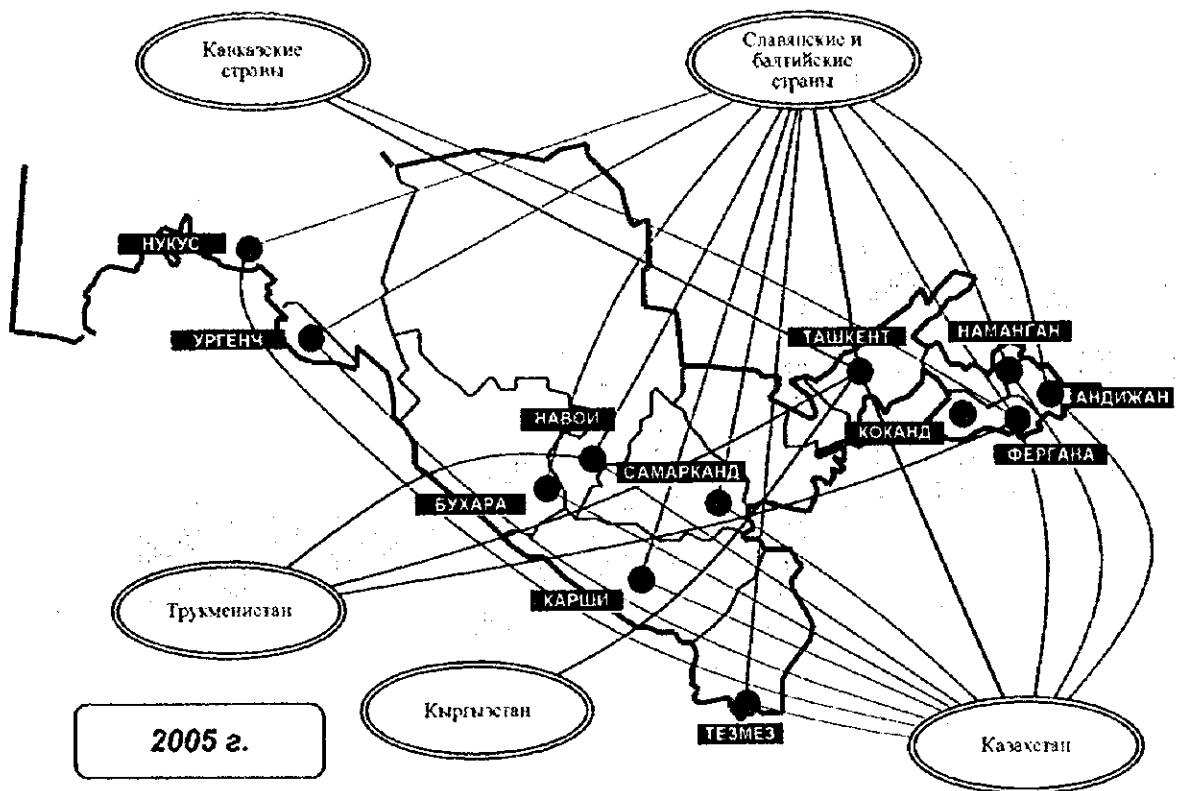 Кавказские
страны
Славянские и
балтийские
страны
НУКУС
УРГЕНЧ
ТАШКЕНТ
НАМАНГАН
АНДИЖАН
НАВОИ
КОКАНД
ФЕРГАНА
САМАРКАНД
БУХАРА
КАРШИ
Трукменистан
Кыргызстан
ТЕЗМЕЗ
Казахстан
2005 г.